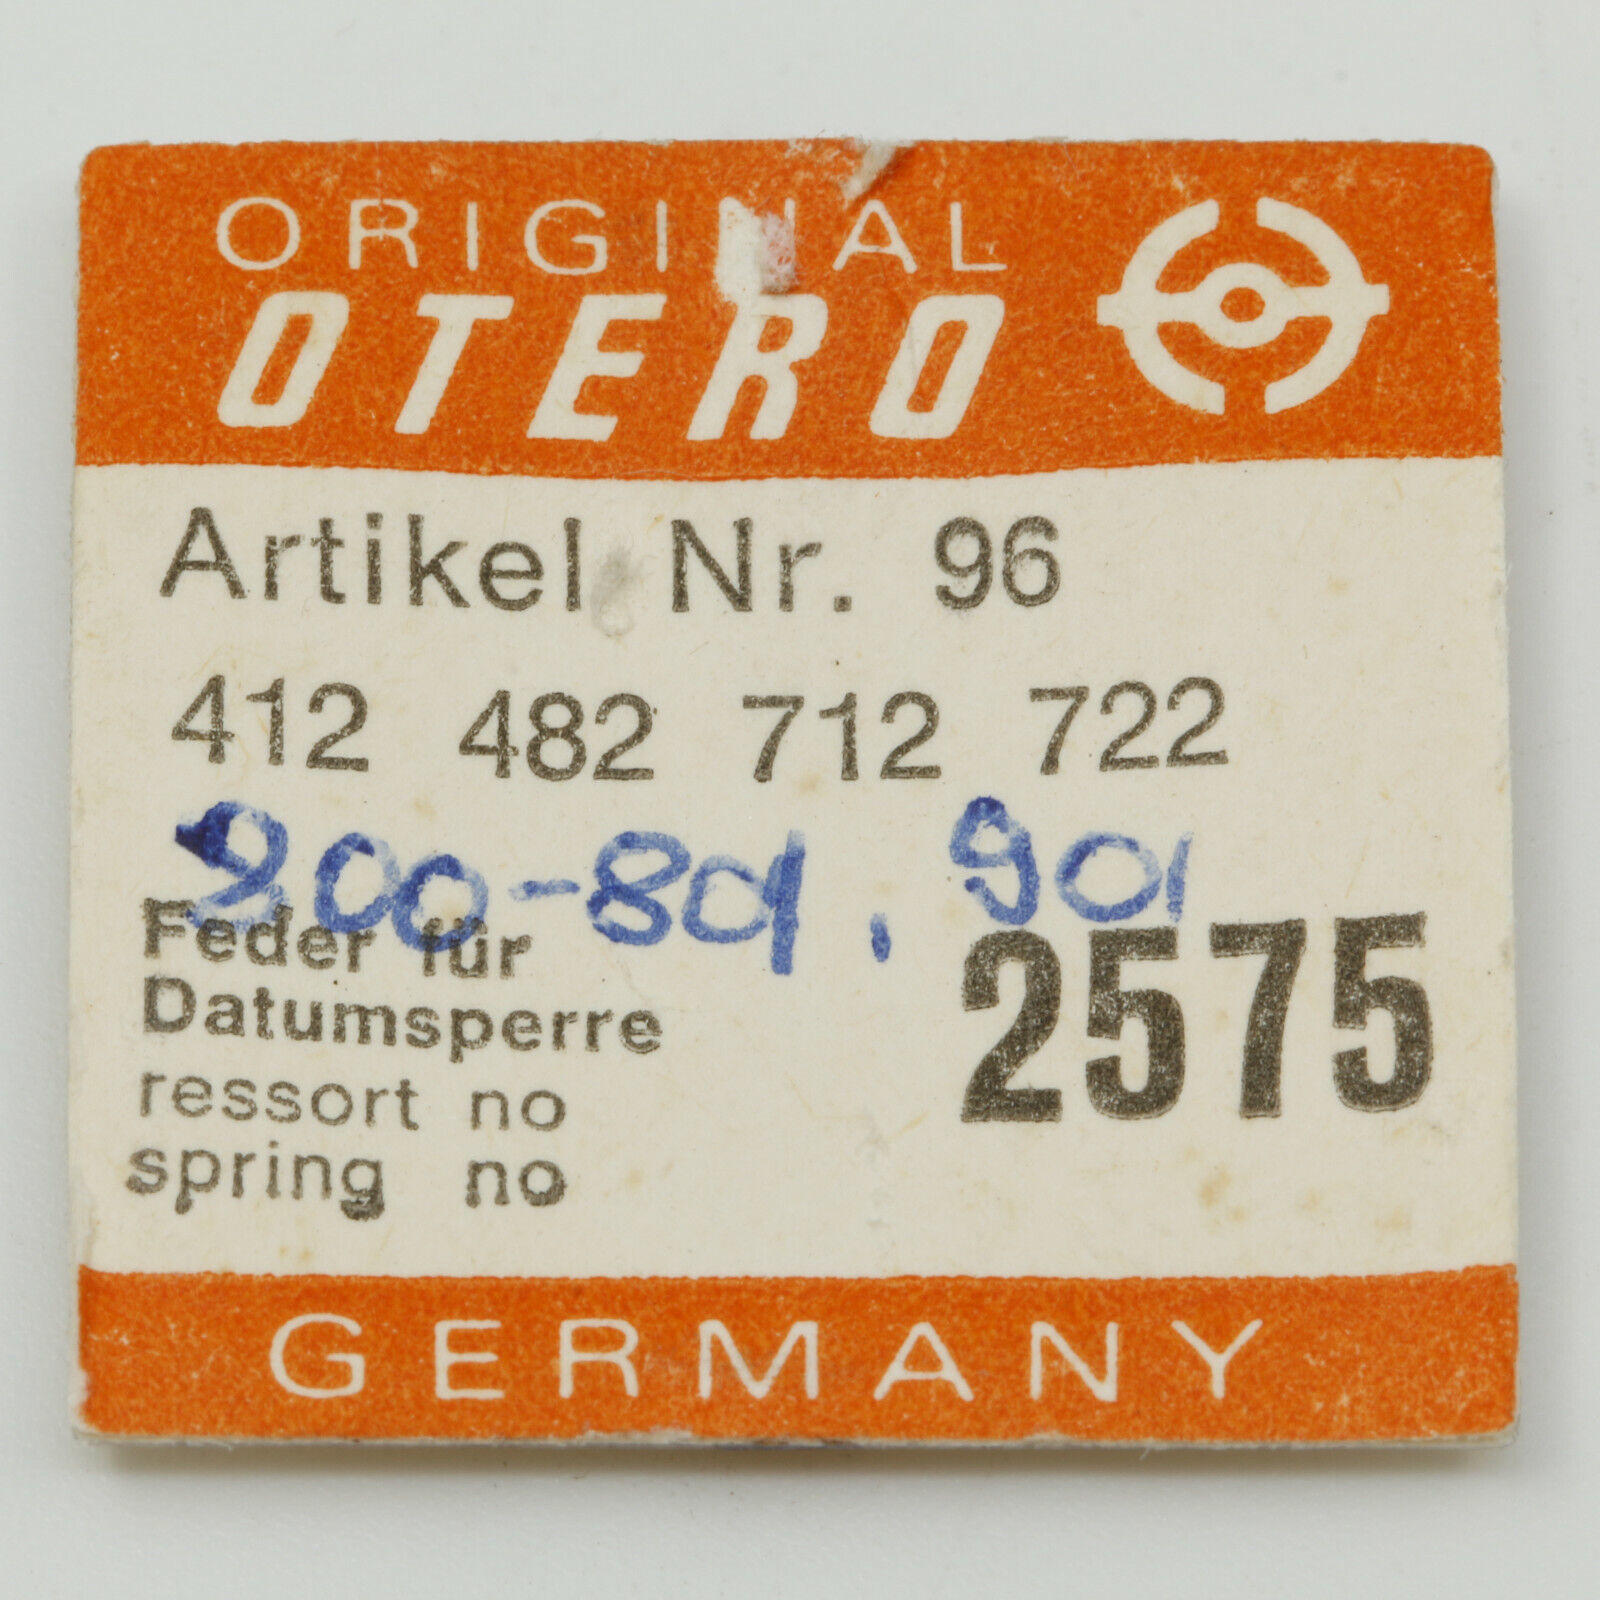 ORIGINAL
OTERO
Artikel Nr. 96
412 482 712 722
800-801. 901
Feder für
Datumsperre
ressort no
spring no
2575
GERMANY